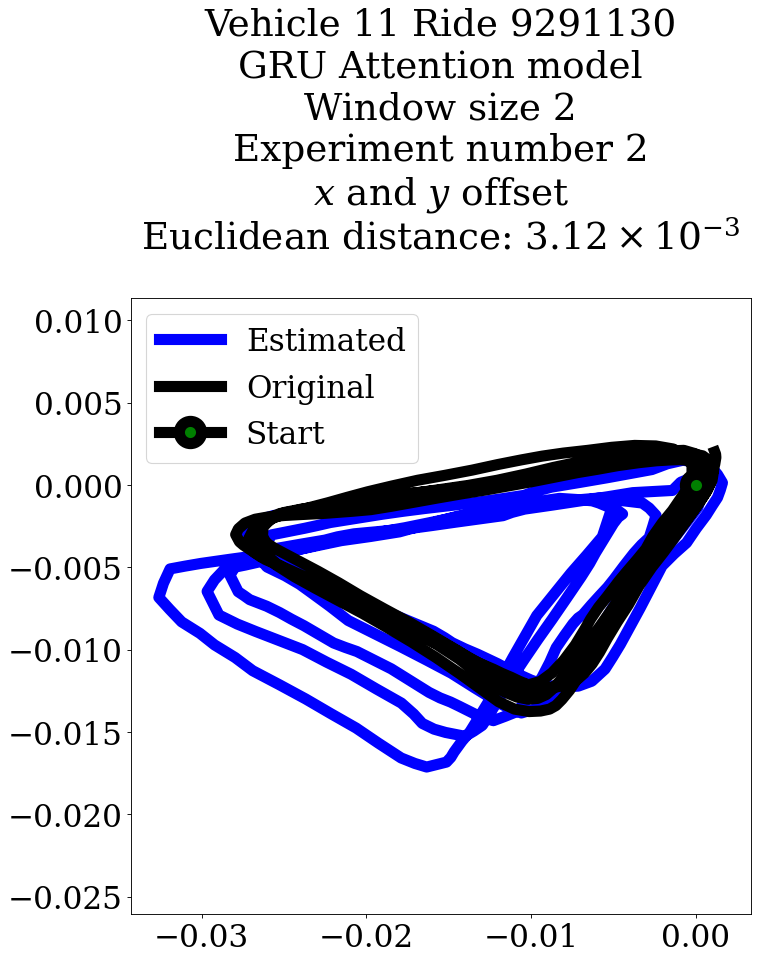 Vehicle 11 Ride 9291130
GRU Attention model
Window size 2
Experiment number 2
x and y offset
Euclidean distance: 3.12 × 10⁻³
Estimated
Original
Start
0.010
0.005
0.000
−0.005
−0.010
−0.015
−0.020
−0.025
−0.03 −0.02 −0.01 0.00